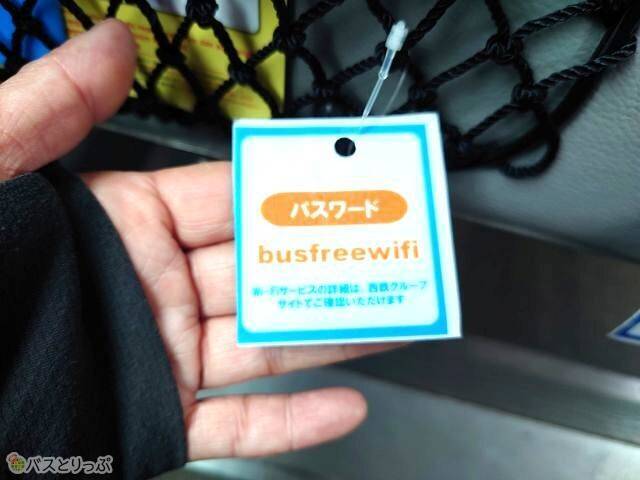 パスワード
busfreewifi
Wi-Fiサービスの詳細は、西鉄グループ
サイトでご確認いただけます
バスとりっぷ